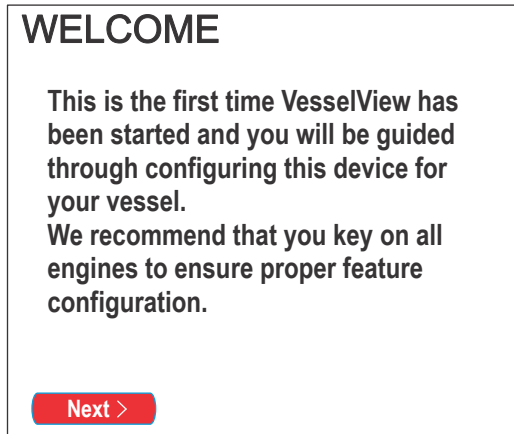 WELCOME
This is the first time VesselView has
been started and you will be guided
through configuring this device for
your vessel.
We recommend that you key on all
engines to ensure proper feature
configuration.
Next >